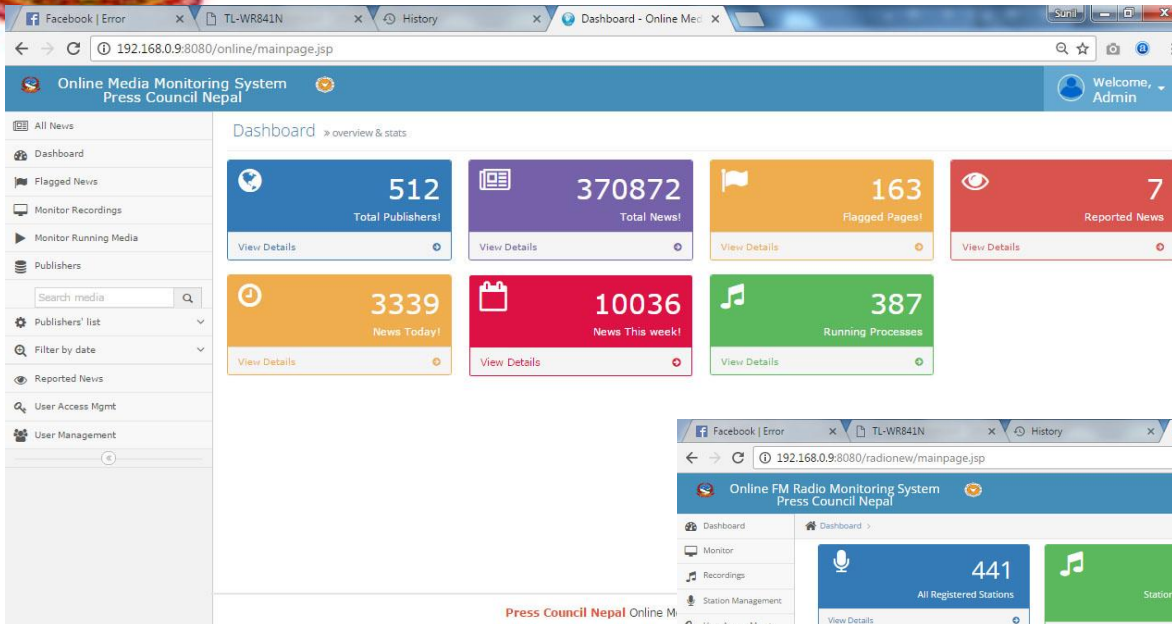 Facebook | Error
TL-WR841N
History
Dashboard - Online Med
Sunil
192.168.0.9:8080/online/mainpage.jsp
Online Media Monitoring System
Press Council Nepal
Welcome,
Admin
All News
Dashboard
Flagged News
Monitor Recordings
Monitor Running Media
Publishers
Search media
Publishers' list
Filter by date
Reported News
User Access Mgmt
User Management
Dashboard » overview & stats
512
Total Publishers!
View Details
370872
Total News!
View Details
163
Flagged Pages!
View Details
7
Reported News
View Details
3339
News Today!
View Details
10036
News This week!
View Details
387
Running Processes
View Details
Press Council Nepal Online
Facebook | Error
TL-WR841N
History
192.168.0.9:8080/radionew/mainpage.jsp
Online FM Radio Monitoring System
Press Council Nepal
Dashboard
Monitor
Recordings
Station Management
Dashboard >
441
All Registered Stations
View Details
Station